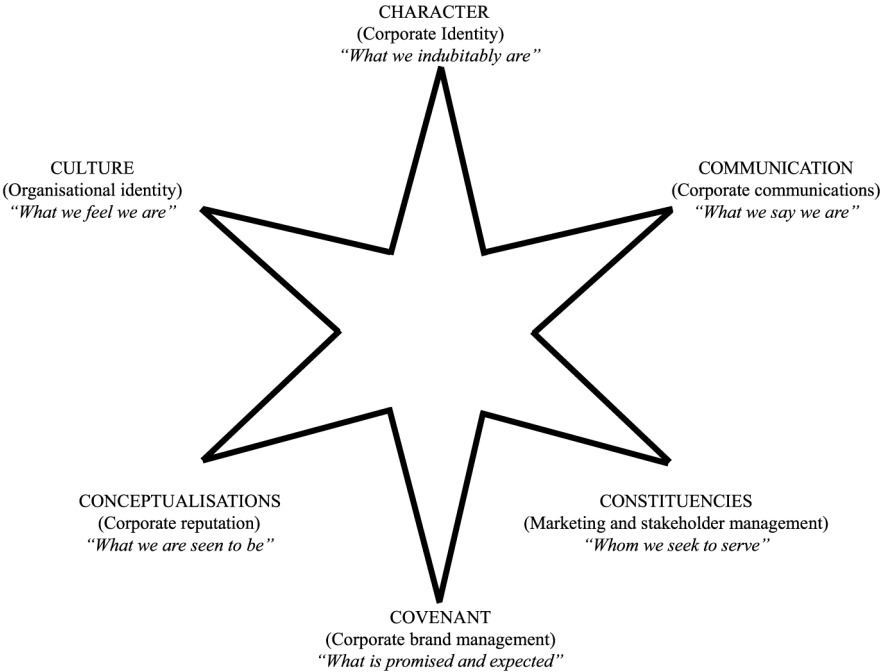 CHARACTER
(Corporate Identity)
“What we indubitably are”
CULTURE
(Organisational identity)
“What we feel we are”
COMMUNICATION
(Corporate communications)
“What we say we are”
CONCEPTUALISATIONS
(Corporate reputation)
“What we are seen to be”
CONSTITUENCIES
(Marketing and stakeholder management)
“Whom we seek to serve”
COVENANT
(Corporate brand management)
“What is promised and expected”